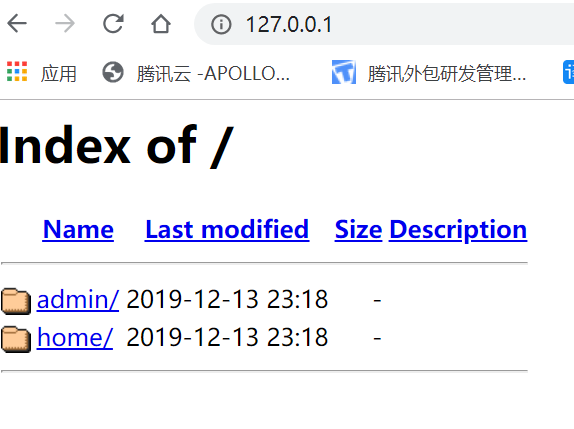 127.0.0.1
应用 腾讯云 -APOLLO... 腾讯外包研发管理...
Index of /
Name Last modified Size Description
admin/ 2019-12-13 23:18 -
home/ 2019-12-13 23:18 -